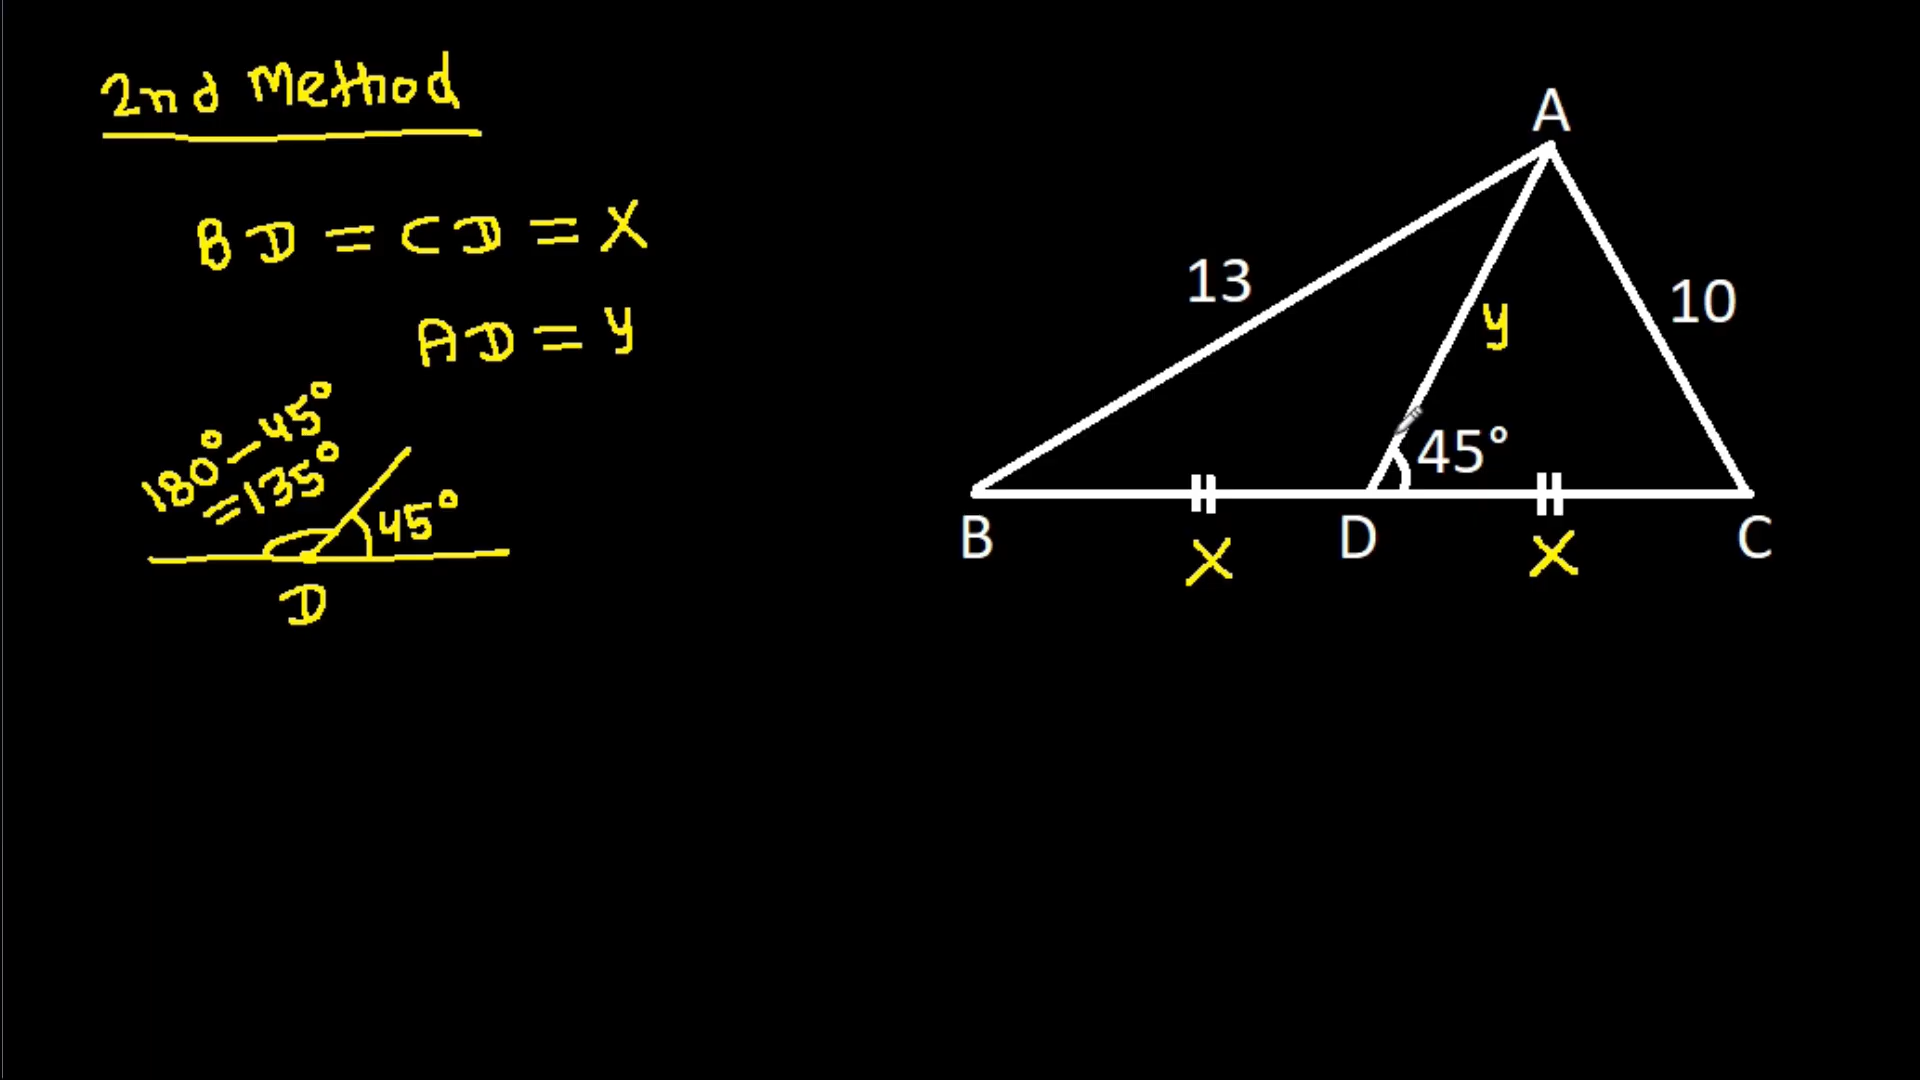 2nd Method
BD = CD = X
AD = y
180° - 45°
= 135°
45°
D
A
13
10
y
45°
B
D
C
X
X